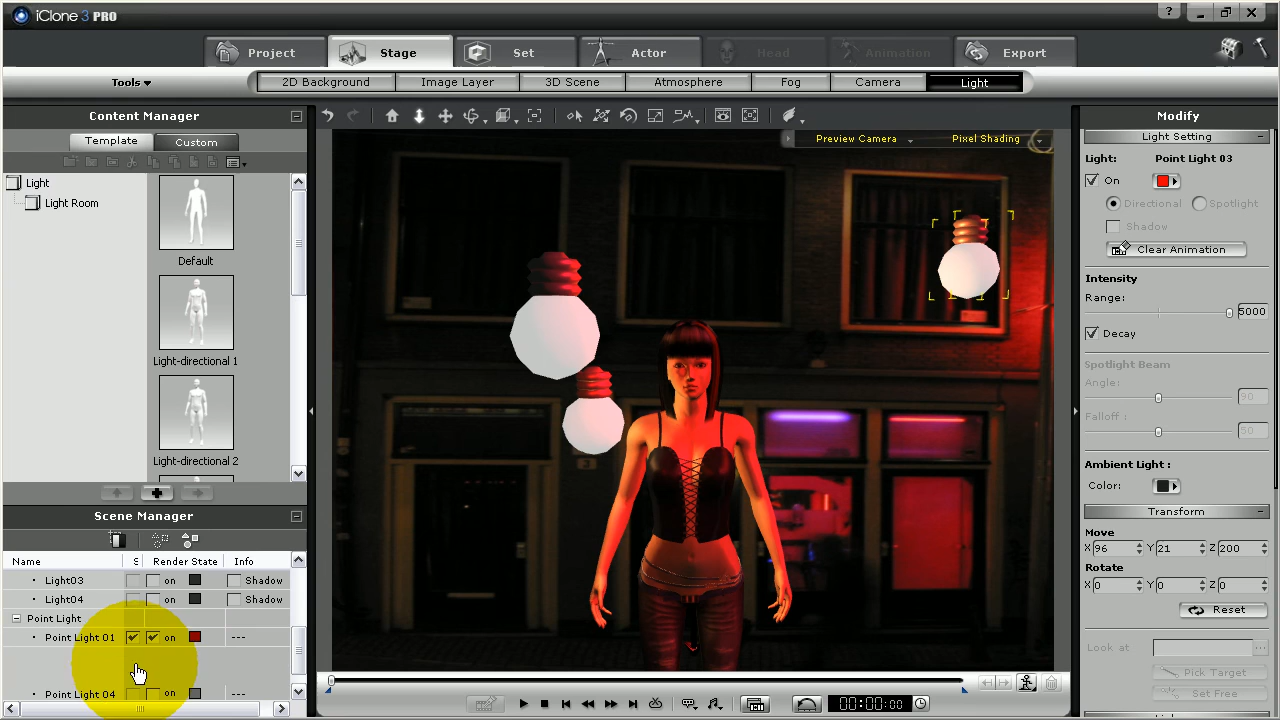 iClone 3 PRO
Project Stage Set Actor Head Animation Export
Tools 2D Background Image Layer 3D Scene Atmosphere Fog Camera Light
Content Manager
Template Custom
Light
Light Room
Default
Light-directional 1
Light-directional 2
Scene Manager
Name S Render State Info
Light03 on Shadow
Light04 on Shadow
Point Light
Point Light 01 on ---
Point Light 04 on ---
Preview Camera Pixel Shading
3
00:00:00
Modify
Light Setting
Light: Point Light 03
On
Directional Spotlight
Shadow
Clear Animation
Intensity
Range: 5000
Decay
Spotlight Beam
Angle: 90
Falloff : 50
Ambient Light :
Color:
Transform
Move
X 96 Y 21 Z 200
Rotate
X 0 Y 0 Z 0
Reset
Look at
Pick Target
Set Free